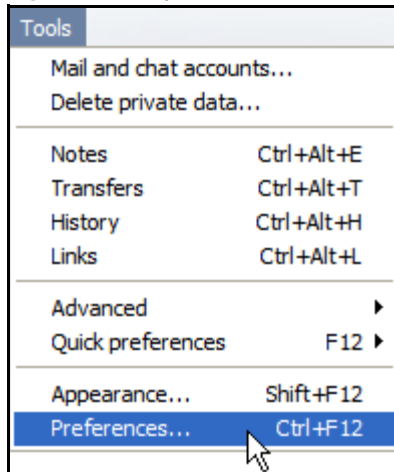 Tools
Mail and chat accounts...
Delete private data...
Notes Ctrl+Alt+E
Transfers Ctrl+Alt+T
History Ctrl+Alt+H
Links Ctrl+Alt+L
Advanced
Quick preferences F12
Appearance... Shift+F12
Preferences... Ctrl+F12